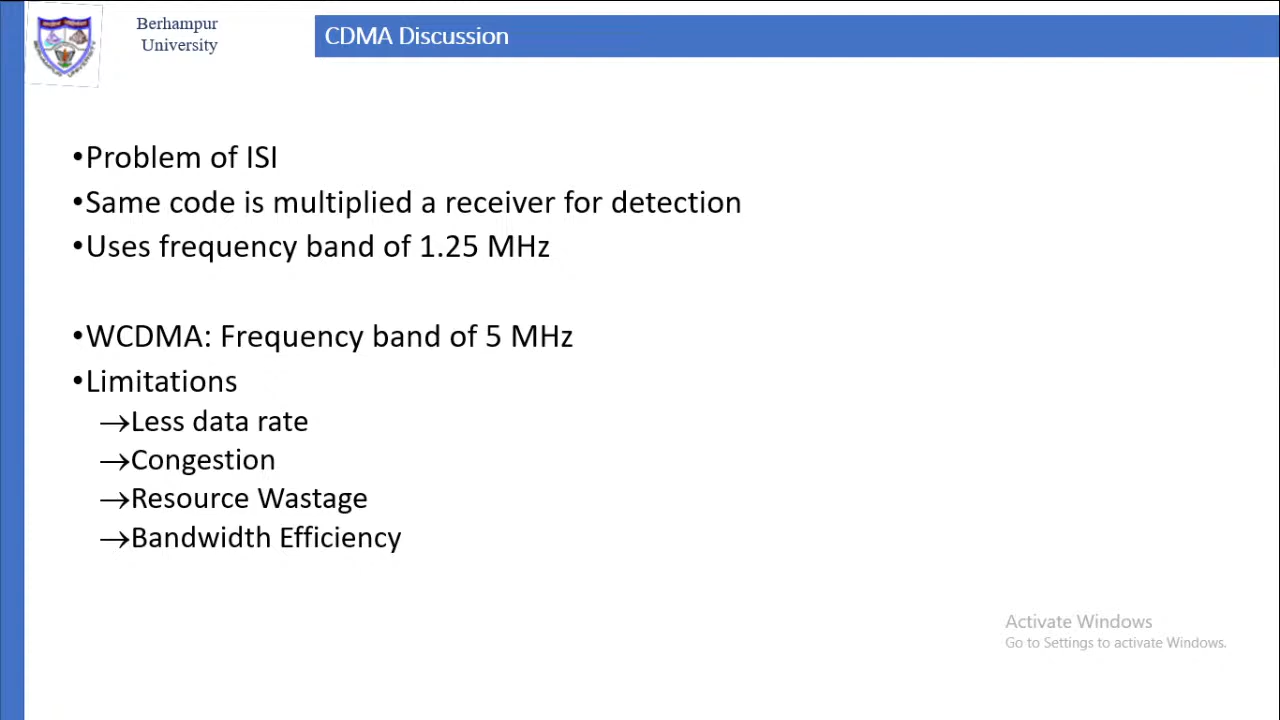 Berhampur
University
CDMA Discussion
•Problem of ISI
•Same code is multiplied a receiver for detection
•Uses frequency band of 1.25 MHz
•WCDMA: Frequency band of 5 MHz
•Limitations
→Less data rate
→Congestion
→Resource Wastage
→Bandwidth Efficiency
Activate Windows
Go to Settings to activate Windows.